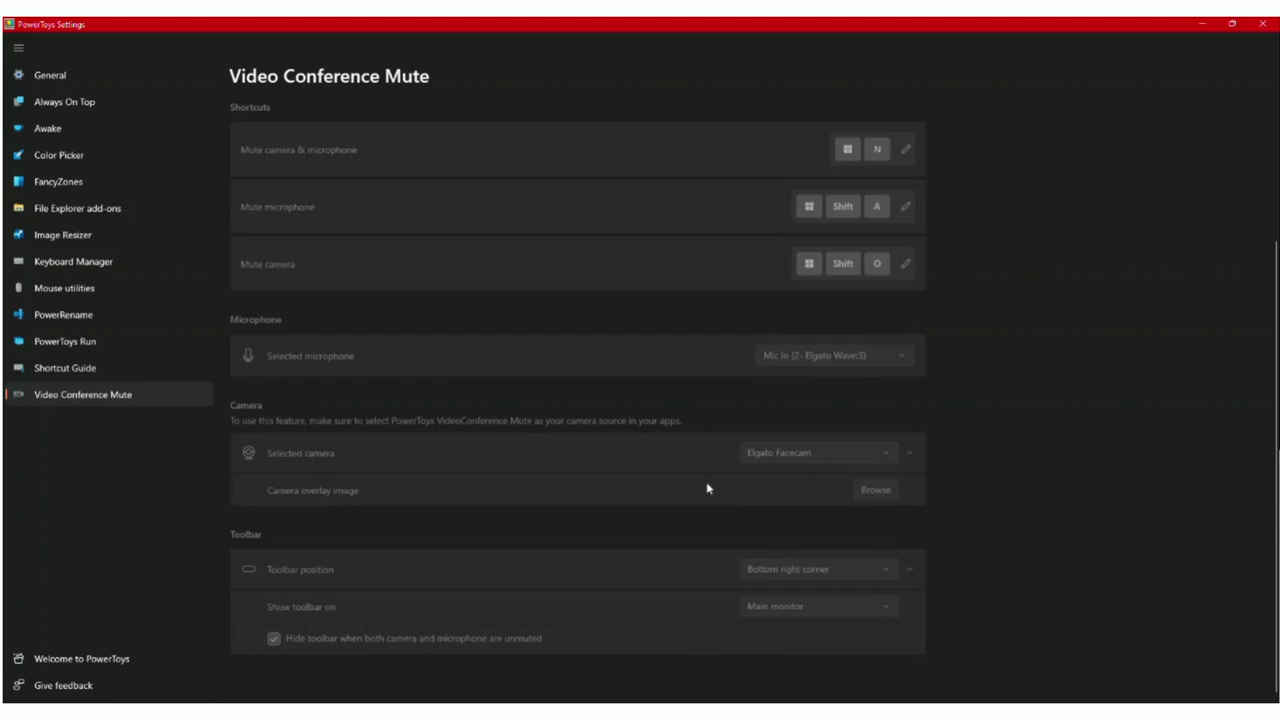 PowerToys Settings
General
Always On Top
Awake
Color Picker
FancyZones
File Explorer add-ons
Image Resizer
Keyboard Manager
Mouse utilities
PowerRename
PowerToys Run
Shortcut Guide
Video Conference Mute
Welcome to PowerToys
Give feedback
Video Conference Mute
Shortcuts
Mute camera & microphone N
Mute microphone Shift A
Mute camera Shift O
Microphone
Selected microphone Mic In (2- Elgato Wave:3)
Camera
To use this feature, make sure to select PowerToys VideoConference Mute as your camera source in your apps.
Selected camera Elgato Facecam
Camera overlay image Browse
Toolbar
Toolbar position Bottom right corner
Show toolbar on Main monitor
Hide toolbar when both camera and microphone are unmuted